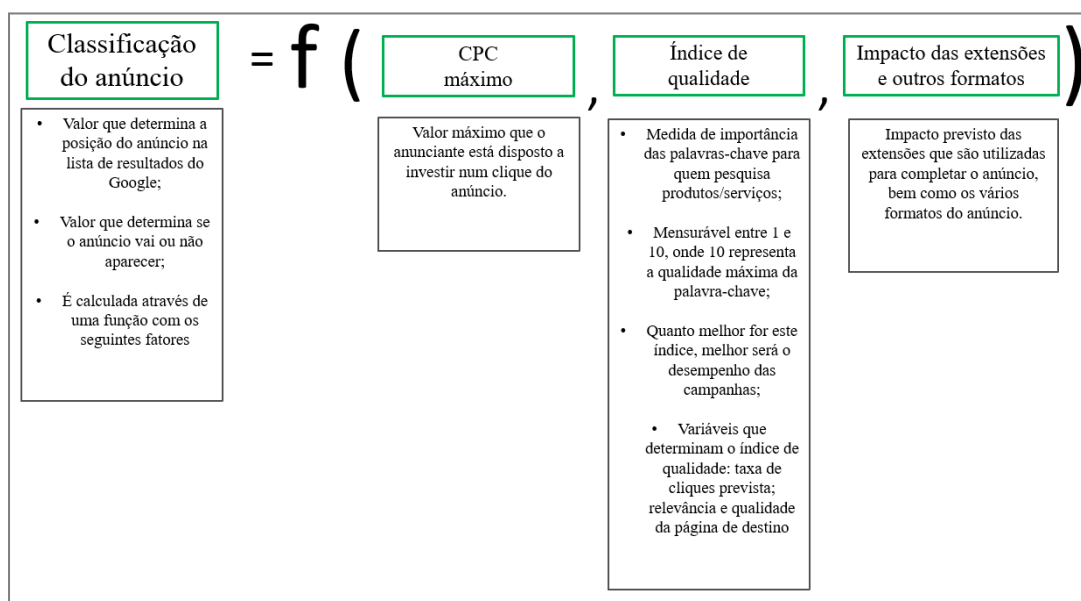 Classificação
do anúncio
= f (
CPC
máximo
,
Índice de
qualidade
,
Impacto das extensões
e outros formatos
)
• Valor que determina a
posição do anúncio na
lista de resultados do
Google;
• Valor que determina se
o anúncio vai ou não
aparecer;
• É calculada através de
uma função com os
seguintes fatores
Valor máximo que o
anunciante está disposto a
investir num clique do
anúncio.
• Medida de importância
das palavras-chave para
quem pesquisa
produtos/serviços;
• Mensurável entre 1 e
10, onde 10 representa
a qualidade máxima da
palavra-chave;
• Quanto melhor for este
índice, melhor será o
desempenho das
campanhas;
• Variáveis que
determinam o índice de
qualidade: taxa de
cliques prevista;
relevância e qualidade
da página de destino
Impacto previsto das
extensões que são utilizadas
para completar o anúncio,
bem como os vários
formatos do anúncio.